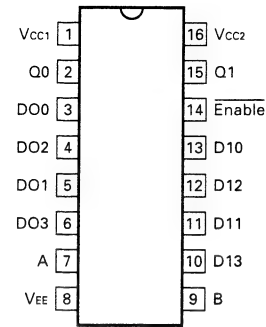 VCC1 1 16 VCC2
Q0 2 15 Q1
DO0 3 14 Enable
DO2 4 13 D10
DO1 5 12 D12
DO3 6 11 D11
A 7 10 D13
VEE 8 9 B